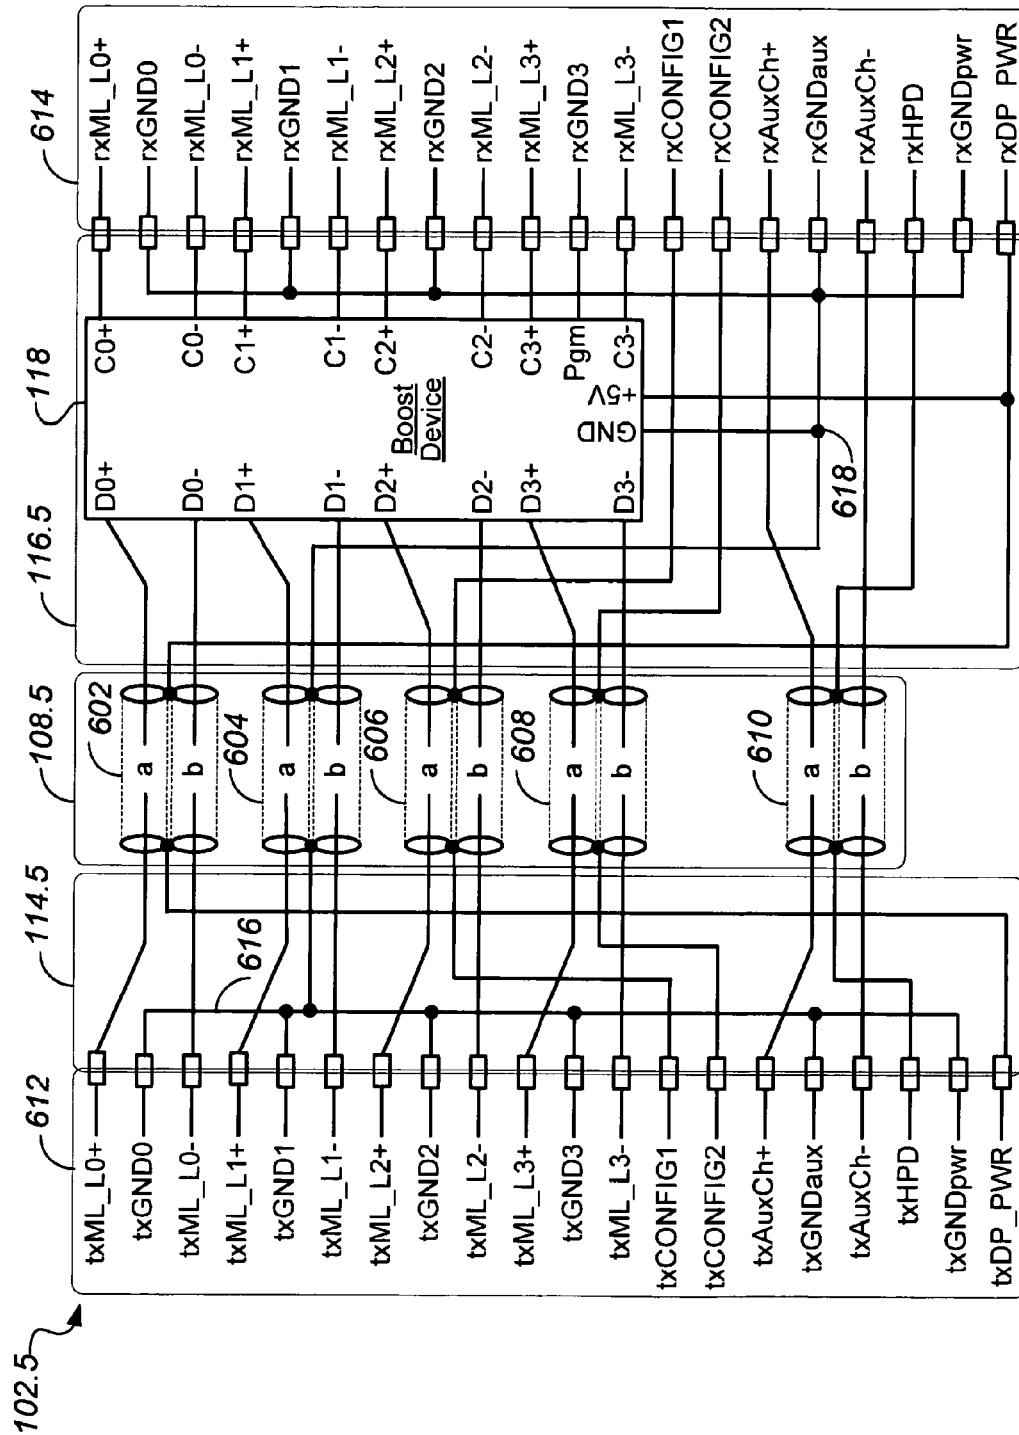 102.5
612
114.5
108.5
116.5
118
614
txML_L0+
txGND0
txML_L0-
txML_L1+
txGND1
txML_L1-
txML_L2+
txGND2
txML_L2-
txML_L3+
txGND3
txML_L3-
txCONFIG1
txCONFIG2
txAuxCh+
txGNDaux
txAuxCh-
txHPD
txGNDpwr
txDP_PWR
616
602
a
b
604
a
b
606
a
b
608
a
b
610
a
b
D0+
D0-
D1+
D1-
D2+
D2-
D3+
D3-
Boost
Device
GND
+5V
618
C0+
C0-
C1+
C1-
C2+
C2-
C3+
Pgm
C3-
rxML_L0+
rxGND0
rxML_L0-
rxML_L1+
rxGND1
rxML_L1-
rxML_L2+
rxGND2
rxML_L2-
rxML_L3+
rxGND3
rxML_L3-
rxCONFIG1
rxCONFIG2
rxAuxCh+
rxGNDaux
rxAuxCh-
rxHPD
rxGNDpwr
rxDP_PWR